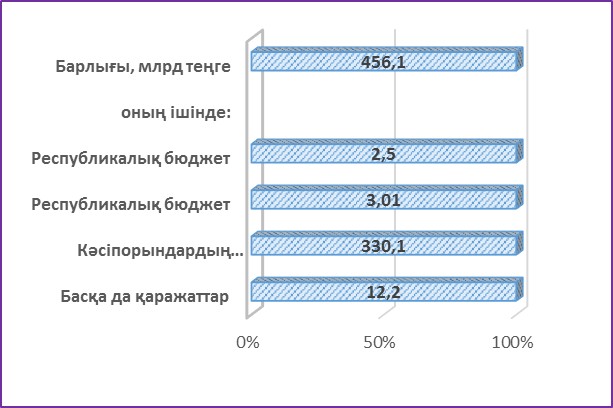 Барлығы, млрд теңге 456,1
оның ішінде:
Республикалық бюджет 2,5
Республикалық бюджет 3,01
Кәсіпорындардың... 330,1
Басқа да қаражаттар 12,2
0% 50% 100%